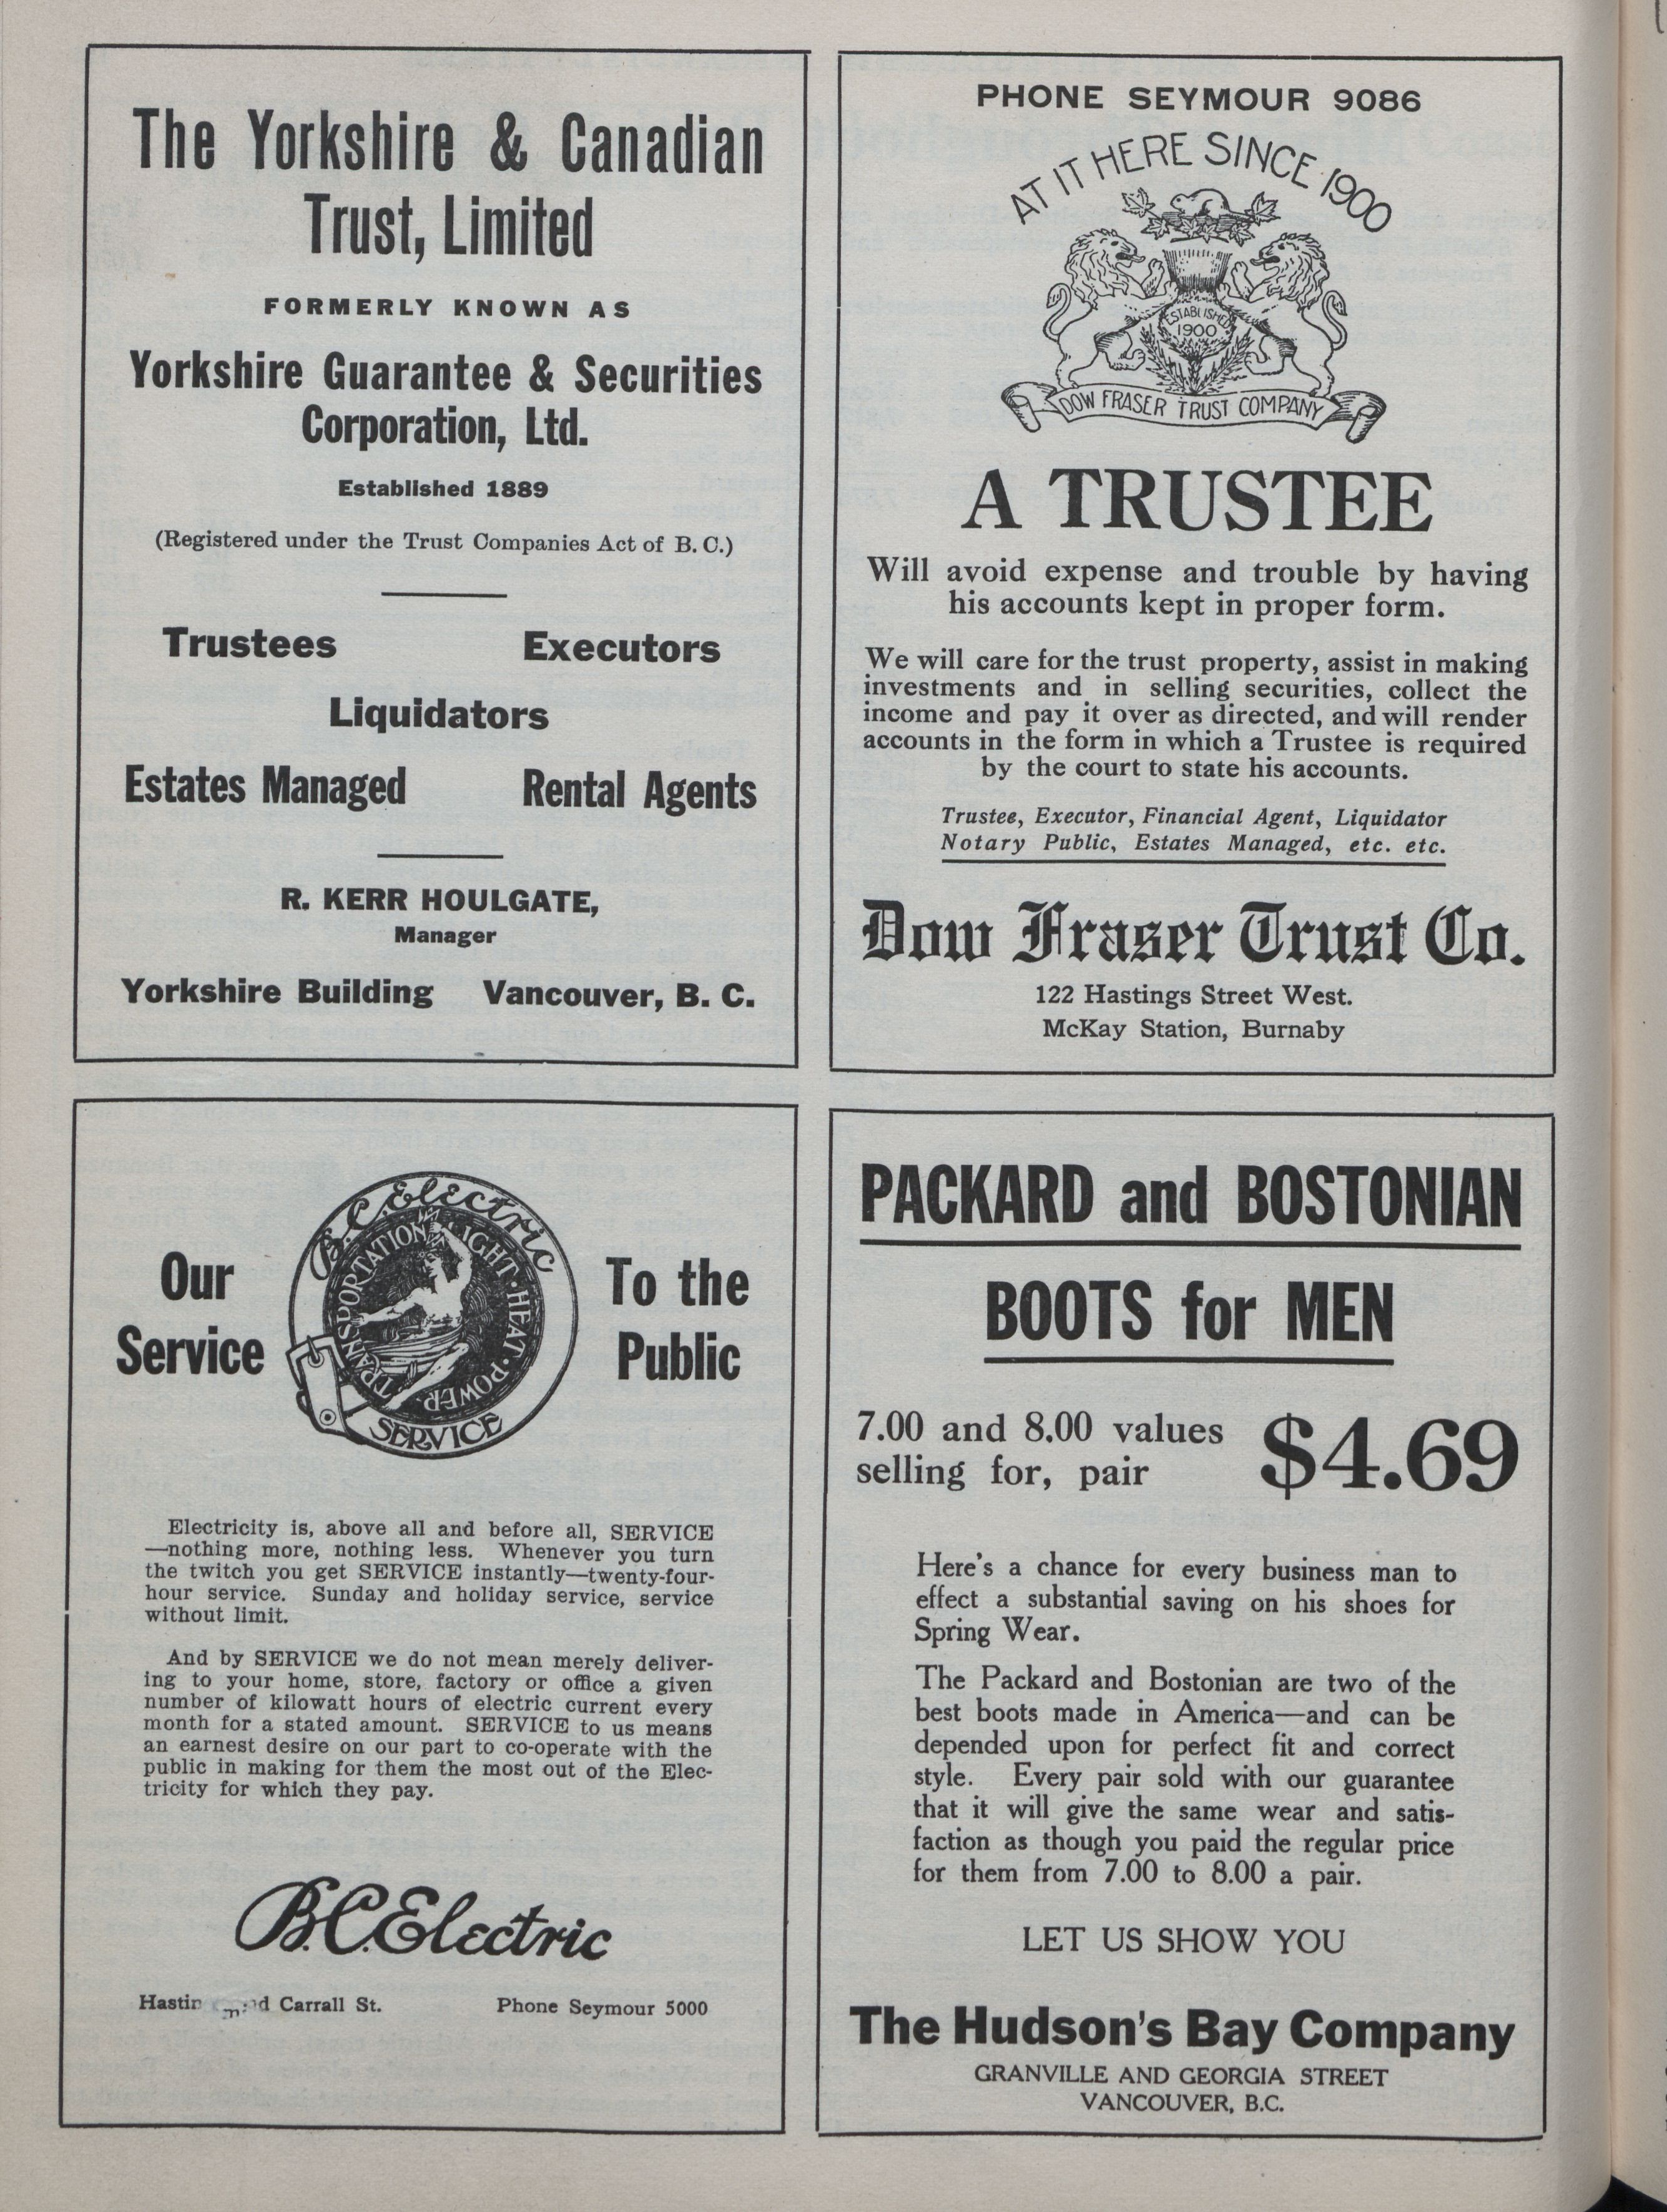 The Yorkshire & Canadian
Trust, Limited
FORMERLY KNOWN AS
Yorkshire Guarantee & Securities
Corporation, Ltd.
Established 1889
(Registered under the Trust Companies Act of B. C.)
Trustees Executors
Liquidators
Estates Managed Rental Agents
R. KERR HOULGATE,
Manager
Yorkshire Building Vancouver, B. C.
PHONE SEYMOUR 9086
AT IT HERE SINCE 1900
ESTABLISHED
1900
DOW FRASER TRUST COMPANY
A TRUSTEE
Will avoid expense and trouble by having
his accounts kept in proper form.
We will care for the trust property, assist in making
investments and in selling securities, collect the
income and pay it over as directed, and will render
accounts in the form in which a Trustee is required
by the court to state his accounts.
Trustee, Executor, Financial Agent, Liquidator
Notary Public, Estates Managed, etc. etc.
Dow Fraser Trust Co.
122 Hastings Street West.
McKay Station, Burnaby
Our
Service
B.C. Electric
TRANSPORTATION LIGHT · HEAT · POWER
SERVICE
To the
Public
Electricity is, above all and before all, SERVICE
—nothing more, nothing less. Whenever you turn
the twitch you get SERVICE instantly—twenty-four-
hour service. Sunday and holiday service, service
without limit.
And by SERVICE we do not mean merely deliver-
ing to your home, store, factory or office a given
number of kilowatt hours of electric current every
month for a stated amount. SERVICE to us means
an earnest desire on our part to co-operate with the
public in making for them the most out of the Elec-
tricity for which they pay.
B.C. Electric
Carrall St. Phone Seymour 5000
PACKARD and BOSTONIAN
BOOTS for MEN
7.00 and 8.00 values
selling for, pair
$4.69
Here's a chance for every business man to
effect a substantial saving on his shoes for
Spring Wear.
The Packard and Bostonian are two of the
best boots made in America—and can be
depended upon for perfect fit and correct
style. Every pair sold with our guarantee
that it will give the same wear and satis-
faction as though you paid the regular price
for them from 7.00 to 8.00 a pair.
LET US SHOW YOU
The Hudson's Bay Company
GRANVILLE AND GEORGIA STREET
VANCOUVER, B.C.